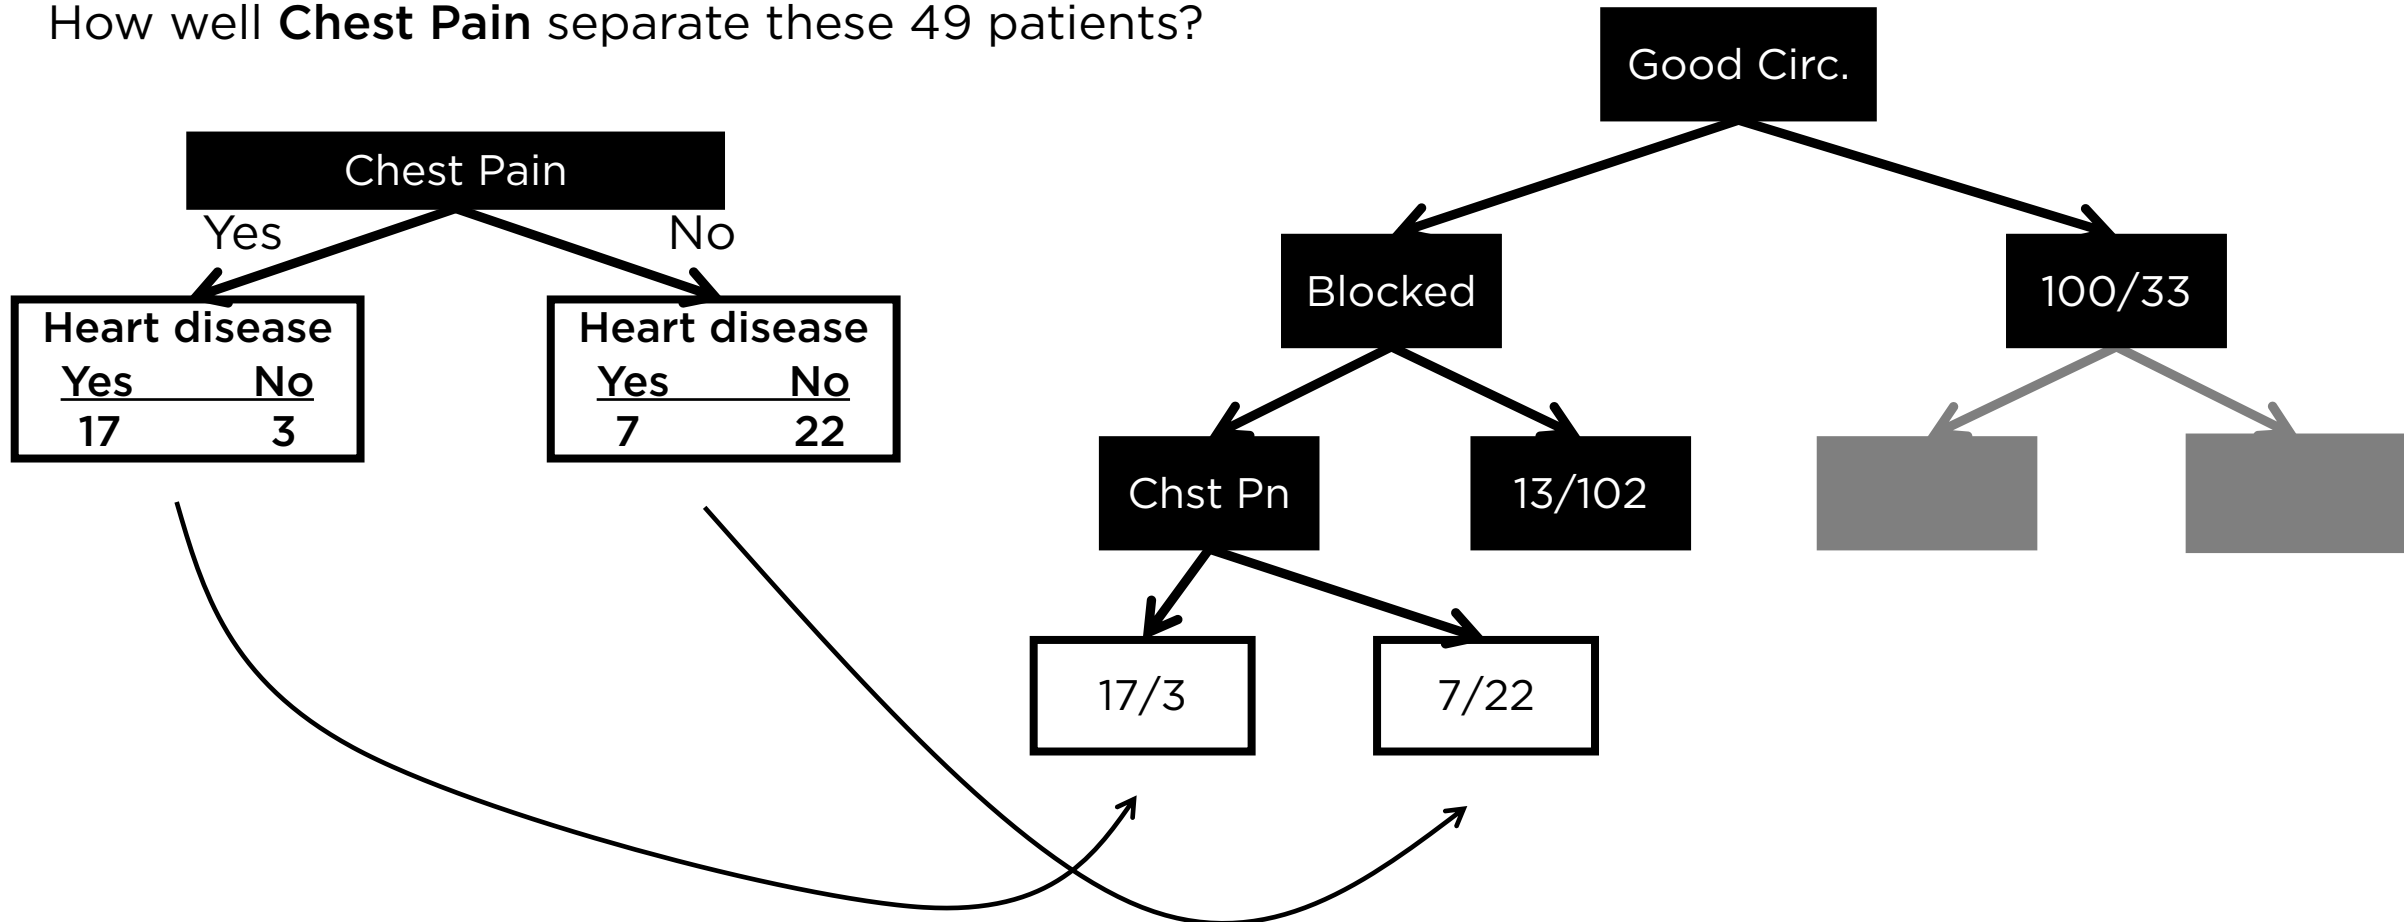 How well Chest Pain separate these 49 patients?
Good Circ.
Chest Pain
Yes No
Blocked 100/33
Heart disease
Yes No
17 3
Heart disease
Yes No
7 22
Chst Pn 13/102
17/3 7/22